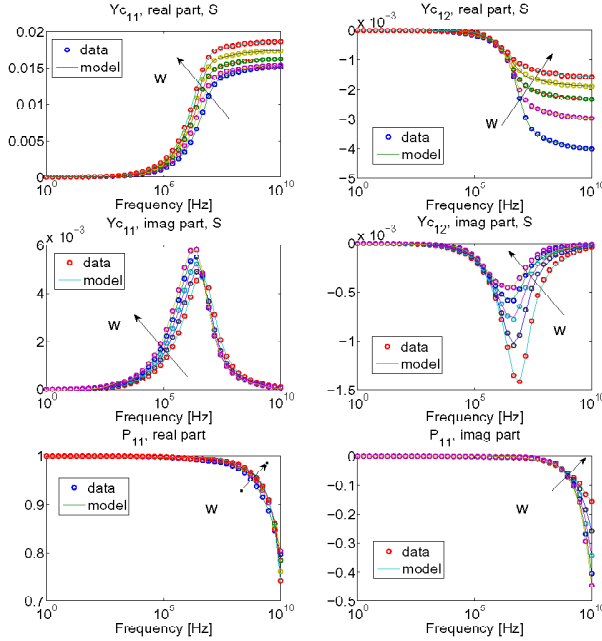 Yc11, real part, S
0.02
0.015
0.01
0.005
0
data
model
W
10^0 10^5 10^10
Frequency [Hz]
Yc12, real part, S
x 10^-3
0
−1
−2
−3
−4
−5
W
data
model
10^0 10^5 10^10
Frequency [Hz]
Yc11, imag part, S
x 10^-3
6
4
2
0
data
model
W
10^0 10^5 10^10
Frequency [Hz]
Yc12, imag part, S
x 10^-3
0
−0.5
−1
−1.5
W
data
model
10^0 10^5 10^10
Frequency [Hz]
P11, real part
1
0.9
0.8
0.7
data
model
W
10^0 10^5 10^10
Frequency [Hz]
P11, imag part
0
−0.1
−0.2
−0.3
−0.4
−0.5
W
data
model
10^0 10^5 10^10
Frequency [Hz]